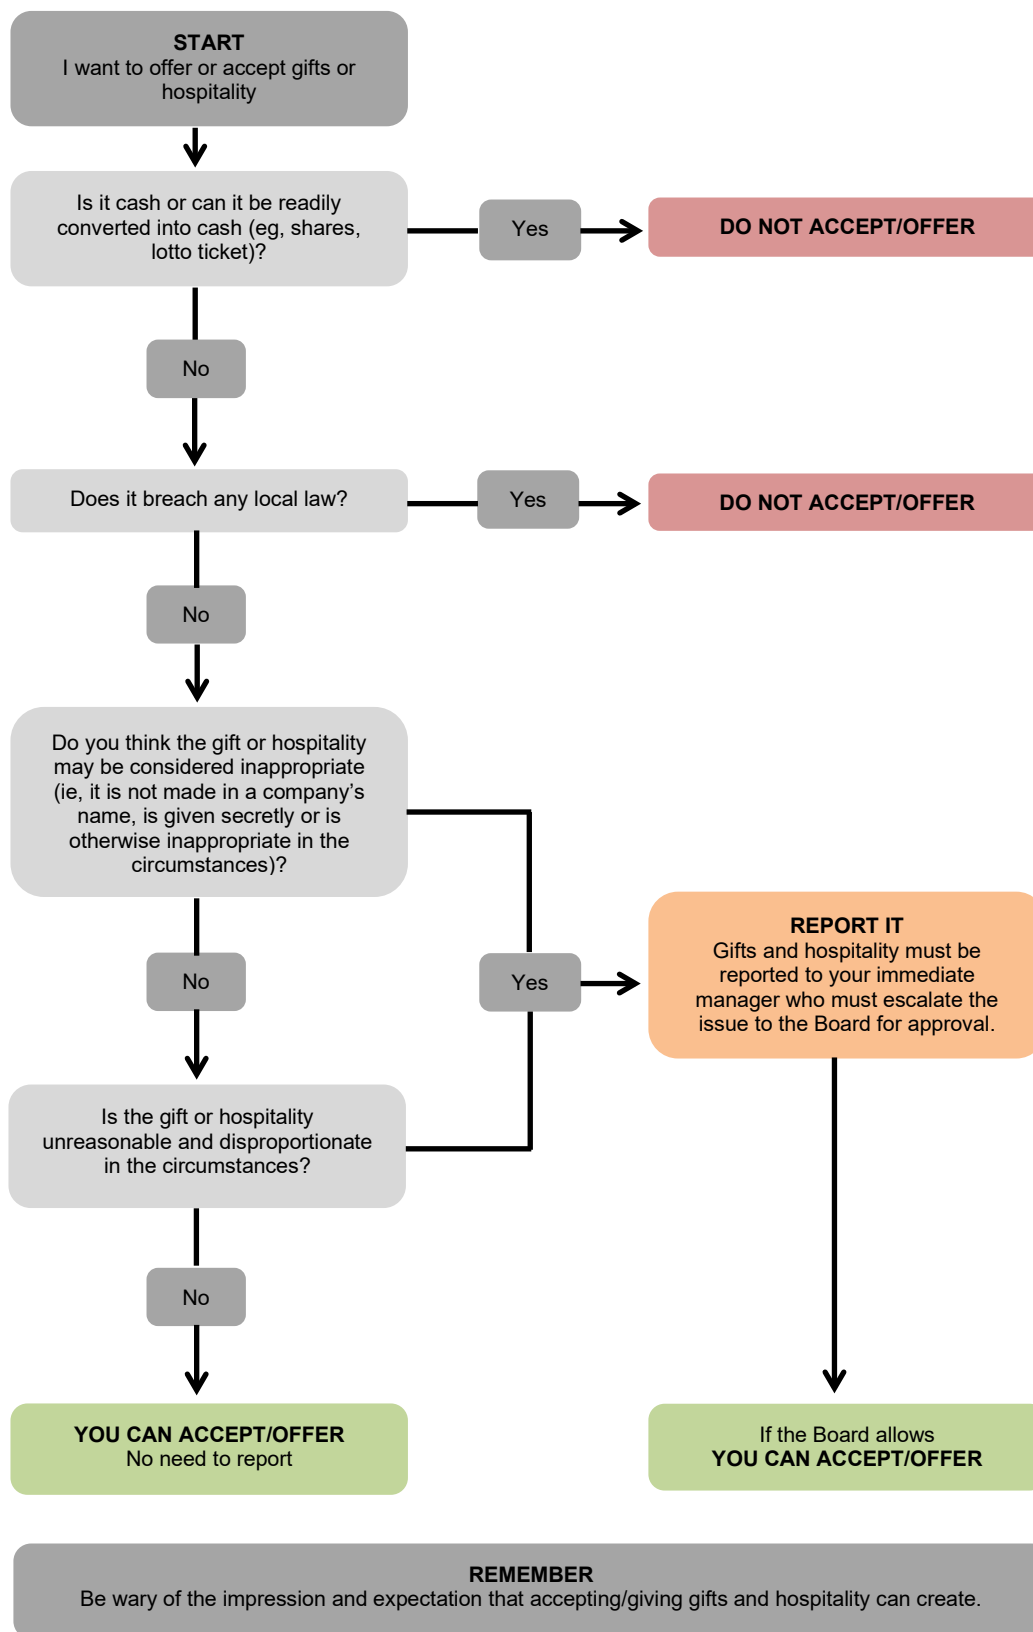 START
I want to offer or accept gifts or
hospitality
Is it cash or can it be readily
converted into cash (eg, shares,
lotto ticket)?
Yes
DO NOT ACCEPT/OFFER
No
Does it breach any local law?
Yes
DO NOT ACCEPT/OFFER
No
Do you think the gift or hospitality
may be considered inappropriate
(ie, it is not made in a company’s
name, is given secretly or is
otherwise inappropriate in the
circumstances)?
No
Yes
REPORT IT
Gifts and hospitality must be
reported to your immediate
manager who must escalate the
issue to the Board for approval.
Is the gift or hospitality
unreasonable and disproportionate
in the circumstances?
No
YOU CAN ACCEPT/OFFER
No need to report
If the Board allows
YOU CAN ACCEPT/OFFER
REMEMBER
Be wary of the impression and expectation that accepting/giving gifts and hospitality can create.